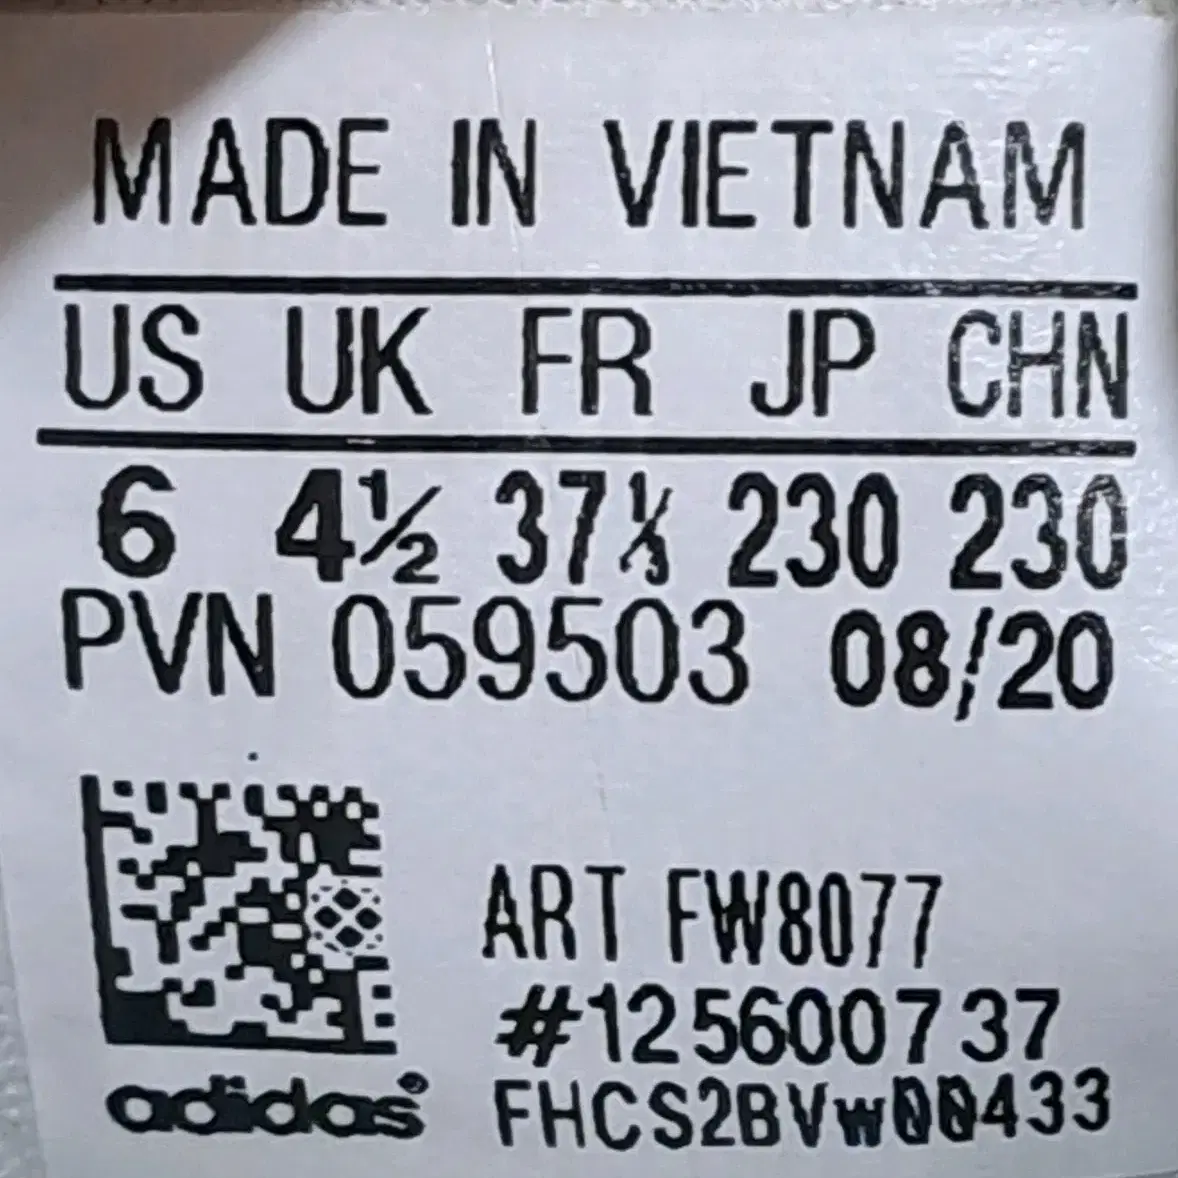 MADE IN VIETNAM
US UK FR JP CHN
6 4½ 37⅓ 230 230
PVN 059503 08/20
ART FW8077
#125600737
adidas®
FHCS2BVw00433